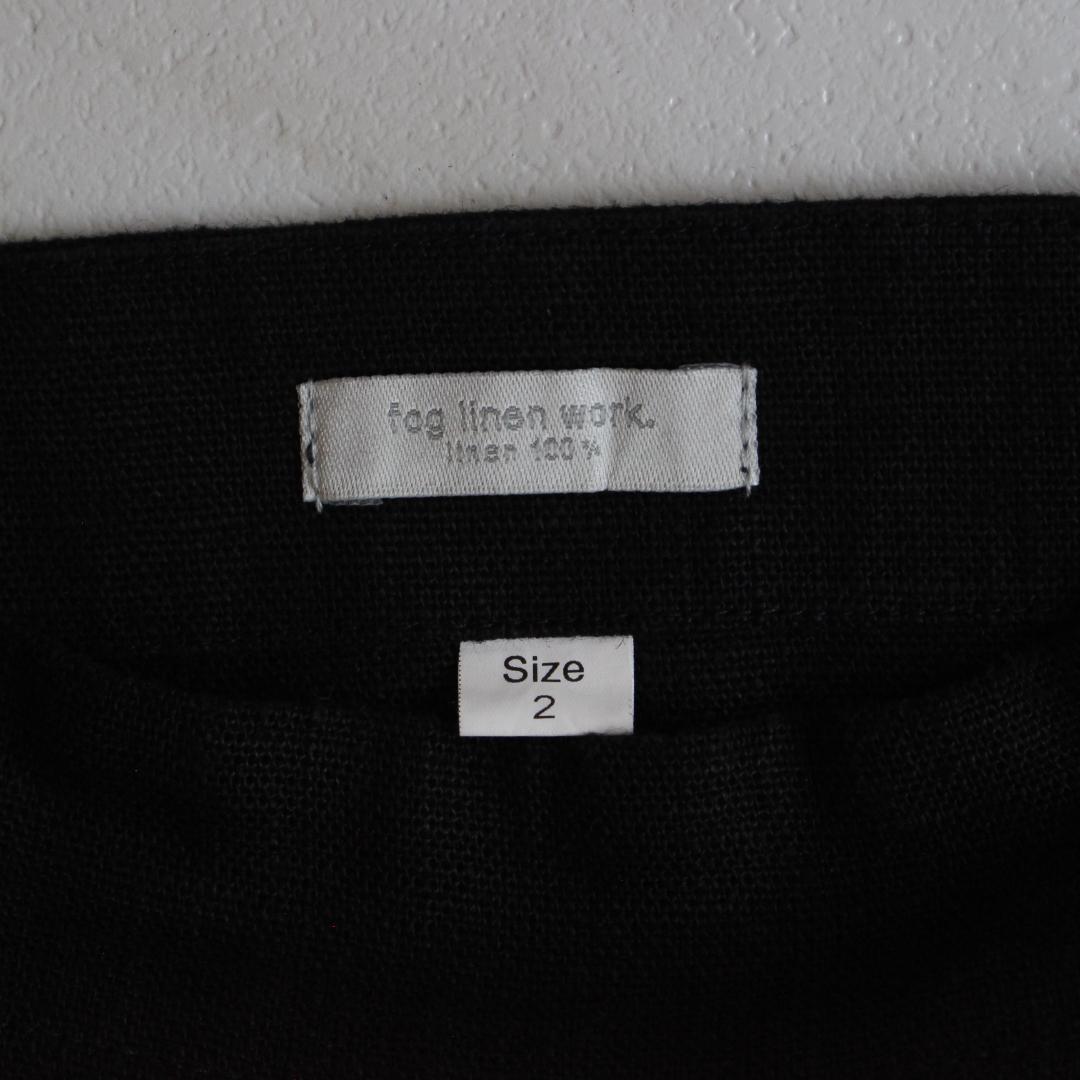 fog linen work.
linen 100%
Size
2